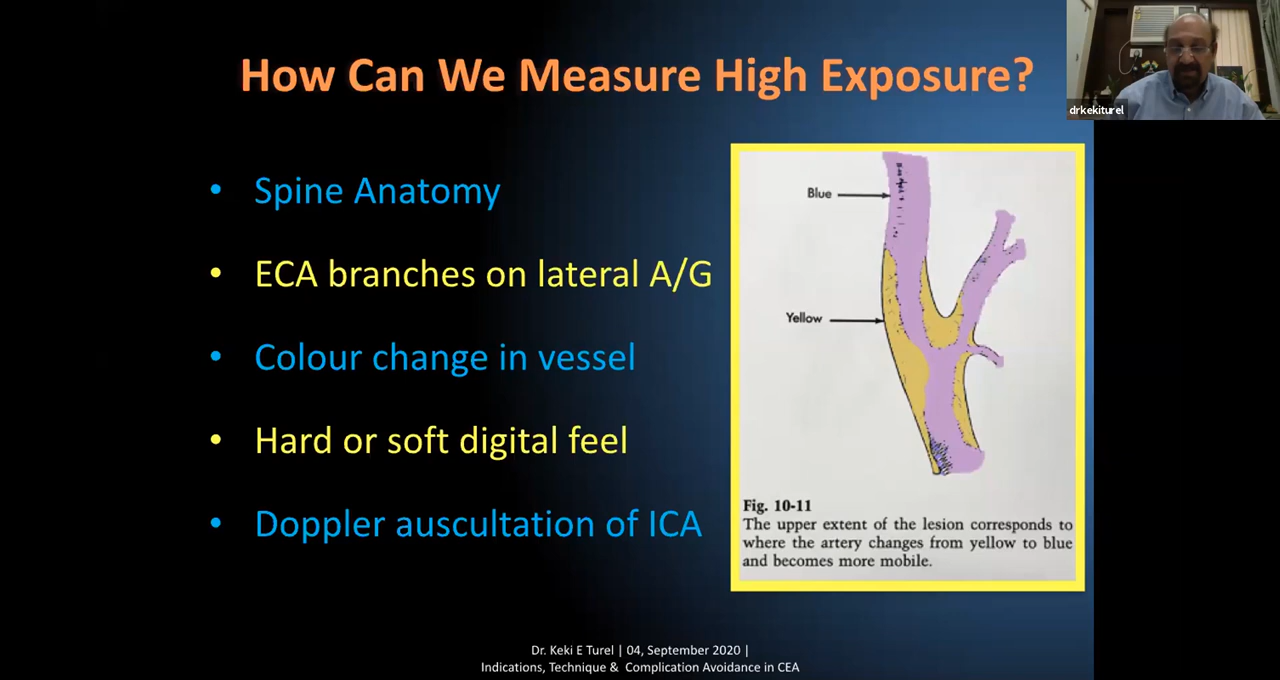 How Can We Measure High Exposure?
drkekiturel
• Spine Anatomy
• ECA branches on lateral A/G
• Colour change in vessel
• Hard or soft digital feel
• Doppler auscultation of ICA
Blue
Yellow
Fig. 10-11
The upper extent of the lesion corresponds to
where the artery changes from yellow to blue
and becomes more mobile.
Dr. Keki E Turel | 04, September 2020 |
Indications, Technique & Complication Avoidance in CEA